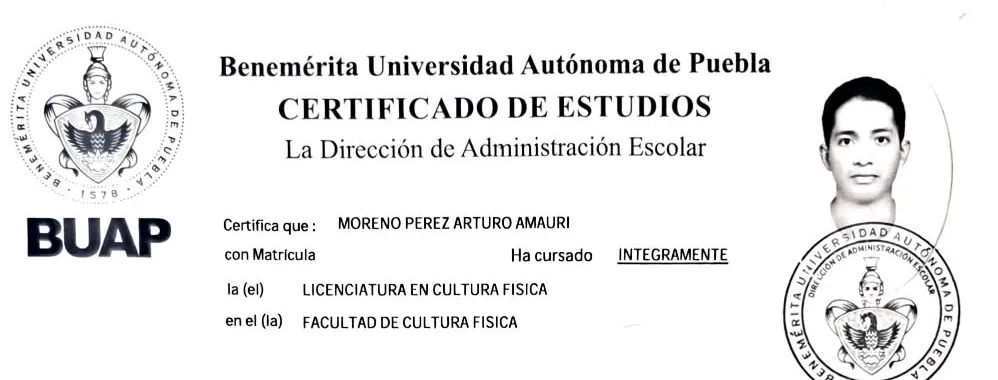 BENEMÉRITA UNIVERSIDAD AUTÓNOMA DE PUEBLA
1578
BUAP
Benemérita Universidad Autónoma de Puebla
CERTIFICADO DE ESTUDIOS
La Dirección de Administración Escolar
Certifica que : MORENO PEREZ ARTURO AMAURI
con Matrícula Ha cursado INTEGRAMENTE
la (el) LICENCIATURA EN CULTURA FISICA
en el (la) FACULTAD DE CULTURA FISICA
BENEMÉRITA UNIVERSIDAD AUTÓNOMA DE PUEBLA
DIRECCIÓN DE ADMINISTRACIÓN ESCOLAR